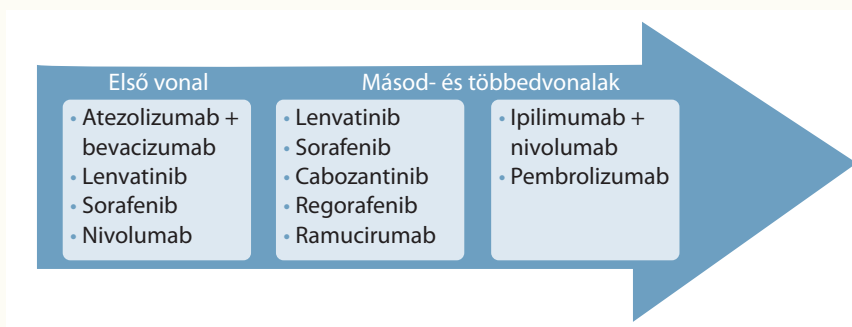 Első vonal
• Atezolizumab +
bevacizumab
• Lenvatinib
• Sorafenib
• Nivolumab
Másod- és többedvonalak
• Lenvatinib
• Sorafenib
• Cabozantinib
• Regorafenib
• Ramucirumab
• Ipilimumab +
nivolumab
• Pembrolizumab